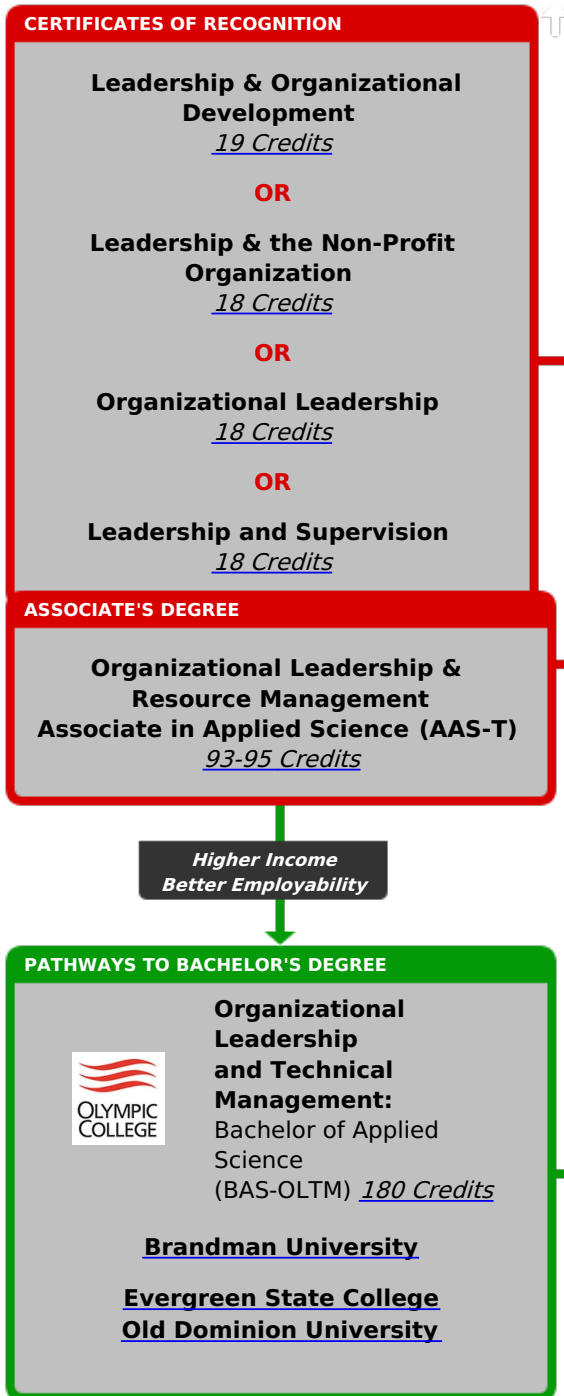 CERTIFICATES OF RECOGNITION
Leadership & Organizational
Development
19 Credits
OR
Leadership & the Non-Profit
Organization
18 Credits
OR
Organizational Leadership
18 Credits
OR
Leadership and Supervision
18 Credits
ASSOCIATE'S DEGREE
Organizational Leadership &
Resource Management
Associate in Applied Science (AAS-T)
93-95 Credits
Higher Income
Better Employability
PATHWAYS TO BACHELOR'S DEGREE
OLYMPIC
COLLEGE
Organizational
Leadership
and Technical
Management:
Bachelor of Applied
Science
(BAS-OLTM) 180 Credits
Brandman University
Evergreen State College
Old Dominion University